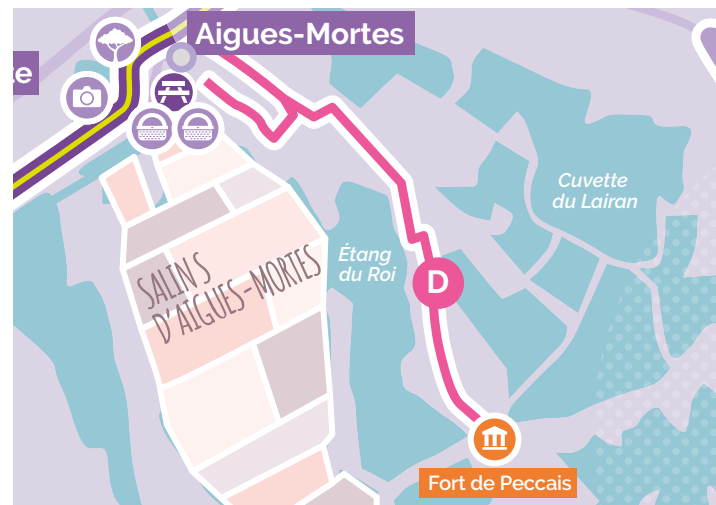 Aigues-Mortes
e
Cuvette
du Lairan
Étang
du Roi
SALINS
D'AIGUES-MORTES
D
Fort de Peccais